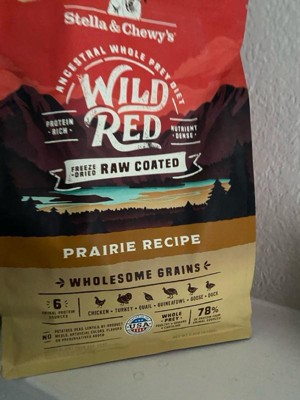 Stella & Chewy's
ANCESTRAL WHOLE PREY DIET
WILD
RED
PROTEIN
RICH
NUTRIENT
DENSE
FREEZE
DRIED RAW COATED
PRAIRIE RECIPE
WHOLESOME GRAINS
6
CHICKEN • TURKEY • QUAIL • GUINEAFOWL • GOOSE • DUCK
NO
USA
WHOLE
PREY
78%